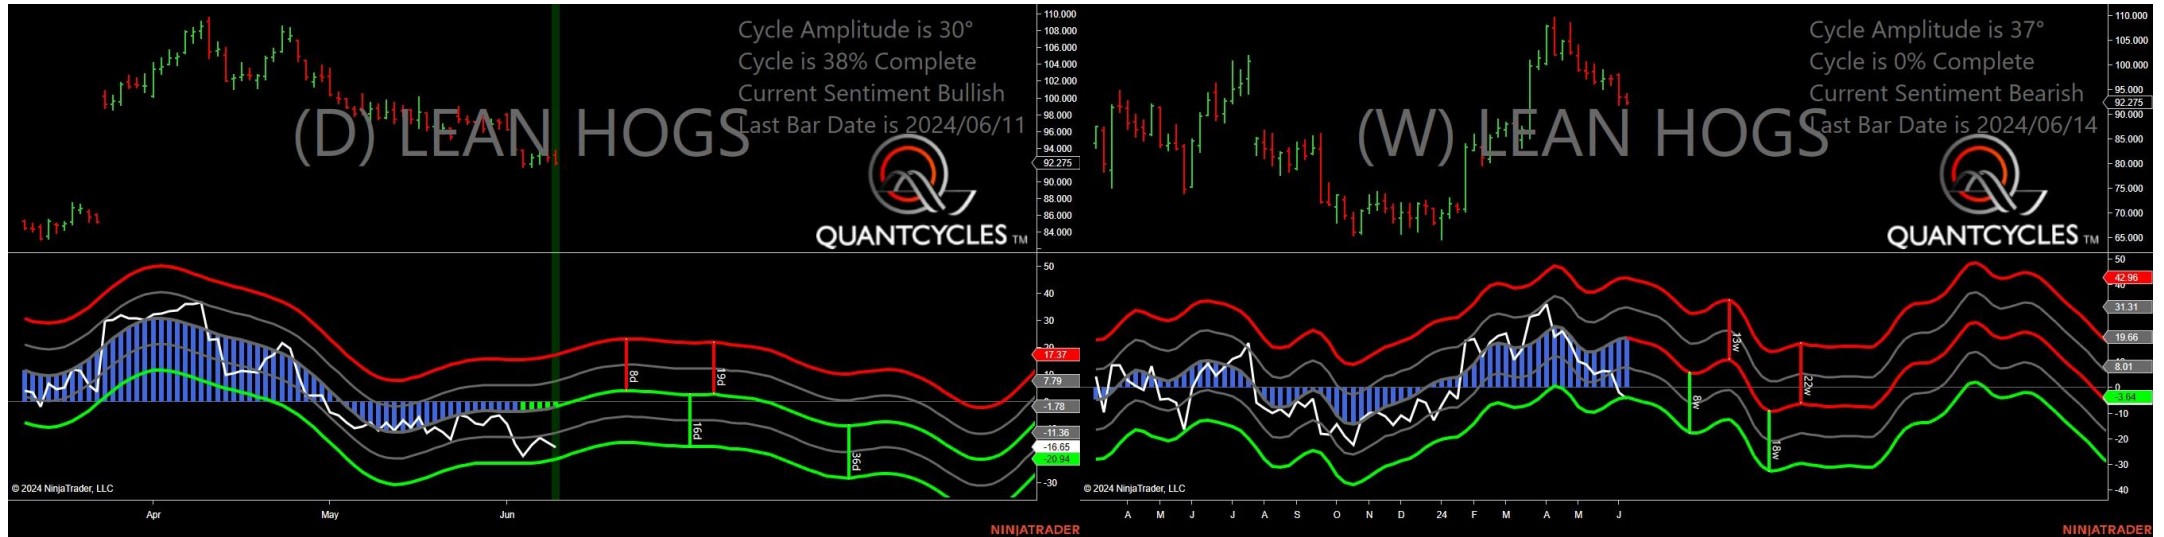 Cycle Amplitude is 30°
Cycle is 38% Complete
Current Sentiment Bullish
Last Bar Date is 2024/06/11
(D) LEAN HOGS
QUANTCYCLES TM
110.000
108.000
106.000
104.000
102.000
100.000
98.000
96.000
94.000
92.275
90.000
88.000
86.000
84.000
50
40
30
17.37
7.79
-1.78
-11.36
-16.65
-20.94
-30
8d
19d
16d
36d
© 2024 NinjaTrader, LLC
Apr
May
Jun
NINJATRADER
Cycle Amplitude is 37°
Cycle is 0% Complete
Current Sentiment Bearish
Last Bar Date is 2024/06/14
(W) LEAN HOGS
QUANTCYCLES TM
110.000
105.000
100.000
95.000
92.275
90.000
85.000
80.000
75.000
70.000
65.000
50
42.96
40
31.31
19.66
8.01
0
-3.64
-10
-20
-30
-40
13w
22w
8w
18w
© 2024 NinjaTrader, LLC
A M J J A S O N D 24 F M A M J
NINJATRADER